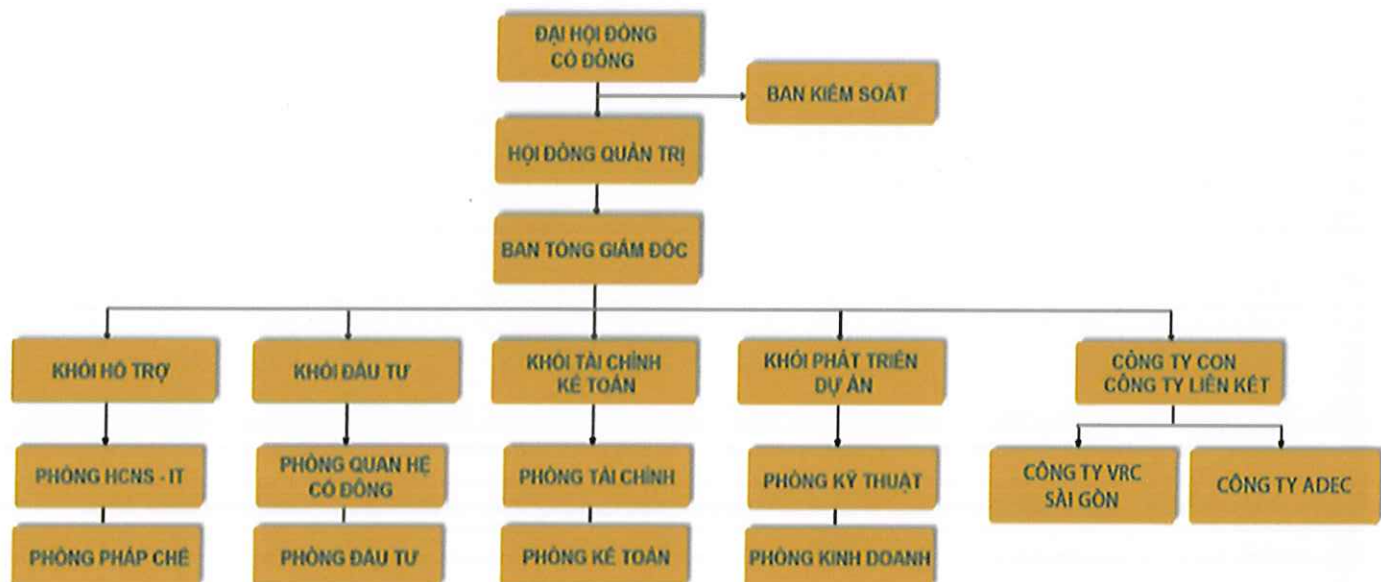 ĐẠI HỘI ĐỒNG
CỔ ĐÔNG
BAN KIỂM SOÁT
HỘI ĐỒNG QUẢN TRỊ
BAN TỔNG GIÁM ĐỐC
KHỐI HỖ TRỢ
KHỐI ĐẦU TƯ
KHỐI TÀI CHÍNH
KẾ TOÁN
KHỐI PHÁT TRIỂN
DỰ ÁN
CÔNG TY CON
CÔNG TY LIÊN KẾT
PHÒNG HCNS - IT
PHÒNG QUAN HỆ
CỔ ĐÔNG
PHÒNG TÀI CHÍNH
PHÒNG KỸ THUẬT
CÔNG TY VRC
SÀI GÒN
CÔNG TY ADEC
PHÒNG PHÁP CHẾ
PHÒNG ĐẦU TƯ
PHÒNG KẾ TOÁN
PHÒNG KINH DOANH